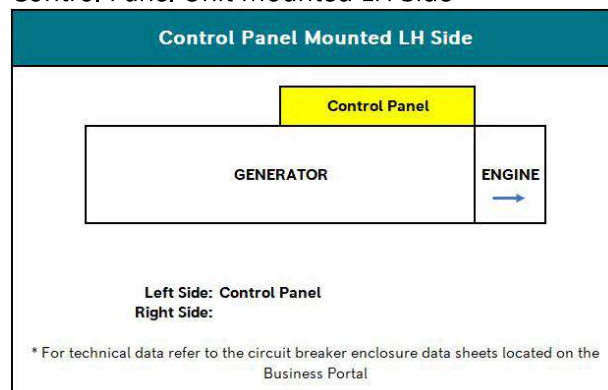 Control Panel Unit Mounted LH Side
Control Panel Mounted LH Side
Control Panel
GENERATOR
ENGINE
Left Side: Control Panel
Right Side:
* For technical data refer to the circuit breaker enclosure data sheets located on the
Business Portal